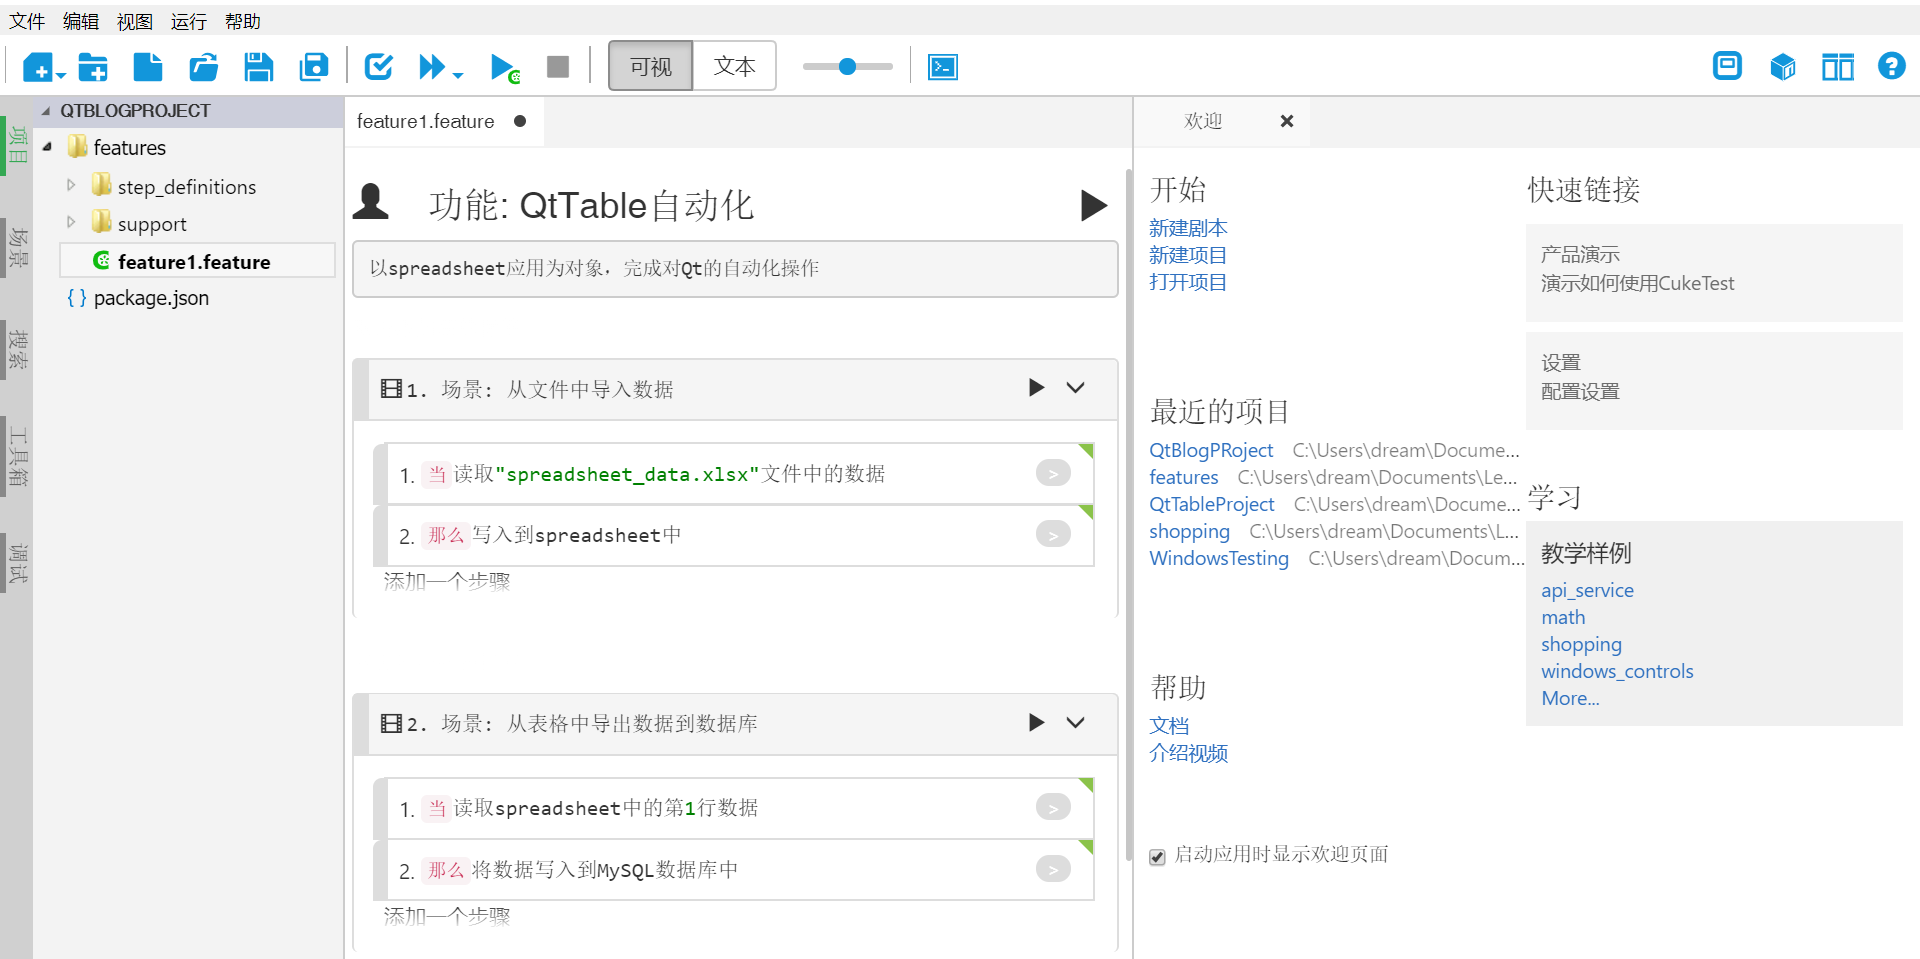 文件 编辑 视图 运行 帮助
可视 文本
项目
场景
搜索
工具箱
调试
QTBLOGPROJECT
features
step_definitions
support
feature1.feature
{ } package.json
feature1.feature
功能: QtTable自动化
以spreadsheet应用为对象，完成对Qt的自动化操作
1. 场景: 从文件中导入数据
1. 当 读取"spreadsheet_data.xlsx"文件中的数据 >
2. 那么 写入到spreadsheet中 >
添加一个步骤
2. 场景: 从表格中导出数据到数据库
1. 当 读取spreadsheet中的第1行数据 >
2. 那么 将数据写入到MySQL数据库中 >
添加一个步骤
欢迎
开始
新建剧本
新建项目
打开项目
最近的项目
QtBlogPRoject C:\Users\dream\Docume...
features C:\Users\dream\Documents\Le...
QtTableProject C:\Users\dream\Docume...
shopping C:\Users\dream\Documents\L...
WindowsTesting C:\Users\dream\Docum...
帮助
文档
介绍视频
启动应用时显示欢迎页面
快速链接
产品演示
演示如何使用CukeTest
设置
配置设置
学习
教学样例
api_service
math
shopping
windows_controls
More...